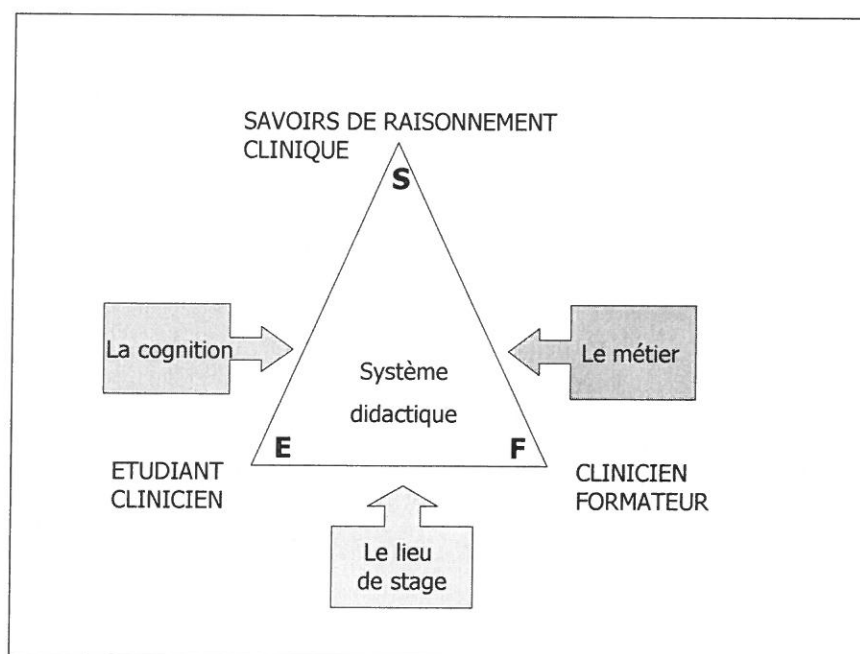 SAVOIRS DE RAISONNEMENT
CLINIQUE
S
La cognition
Le métier
Système
didactique
E
F
ETUDIANT
CLINICIEN
CLINICIEN
FORMATEUR
Le lieu
de stage